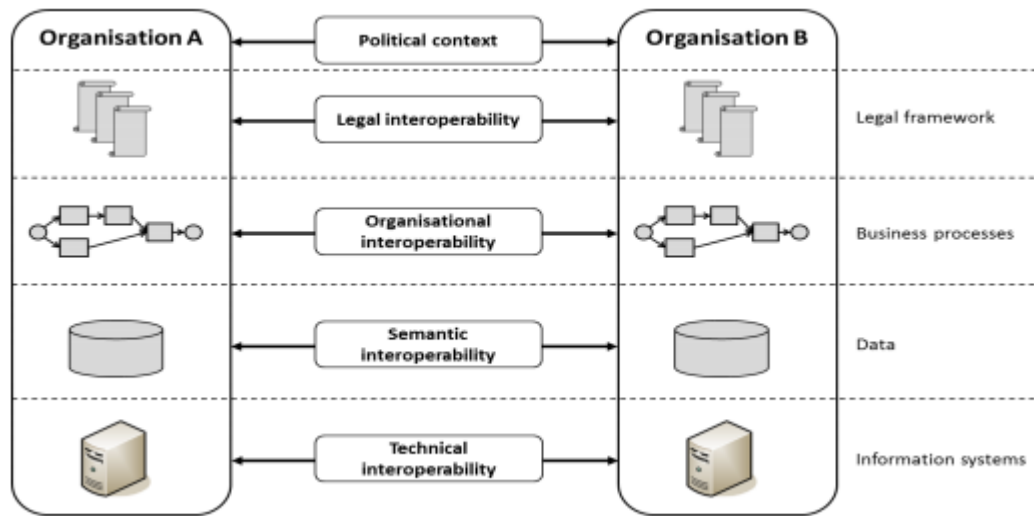 Organisation A
Political context
Organisation B
Legal interoperability
Legal framework
Organisational
interoperability
Business processes
Semantic
interoperability
Data
Technical
interoperability
Information systems